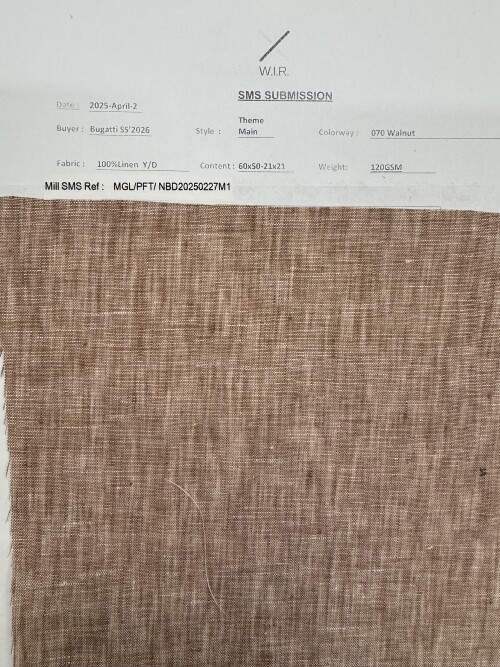 W.I.R.
SMS SUBMISSION
Date : 2025-April-2
Theme
Buyer : Bugatti SS'2026 Style : Main Colorway : 070 Walnut
Fabric : 100%Linen Y/D Content : 60x50-21x21 Weight: 120GSM
Mill SMS Ref : MGL/PFT/ NBD20250227M1